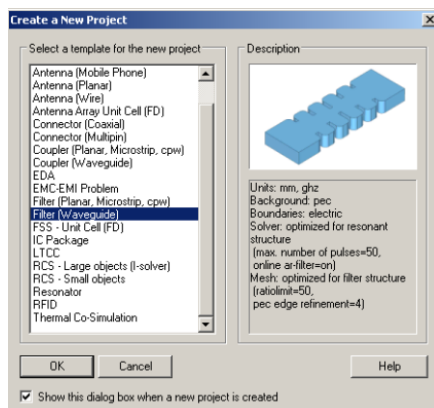 Create a New Project
Select a template for the new project
Antenna (Mobile Phone)
Antenna (Planar)
Antenna (Wire)
Antenna Array Unit Cell (FD)
Connector (Coaxial)
Connector (Multipin)
Coupler (Planar, Microstrip, cpw)
Coupler (Waveguide)
EDA
EMC-EMI Problem
Filter (Planar, Microstrip, cpw)
Filter (Waveguide)
FSS - Unit Cell (FD)
IC Package
LTCC
RCS - Large objects (I-solver)
RCS - Small objects
Resonator
RFID
Thermal Co-Simulation
Description
Units: mm, ghz
Background: pec
Boundaries: electric
Solver: optimized for resonant
structure
(max. number of pulses=50,
online ar-filter=on)
Mesh: optimized for filter structure
(ratiolimit=50,
pec edge refinement=4)
OK
Cancel
Help
Show this dialog box when a new project is created